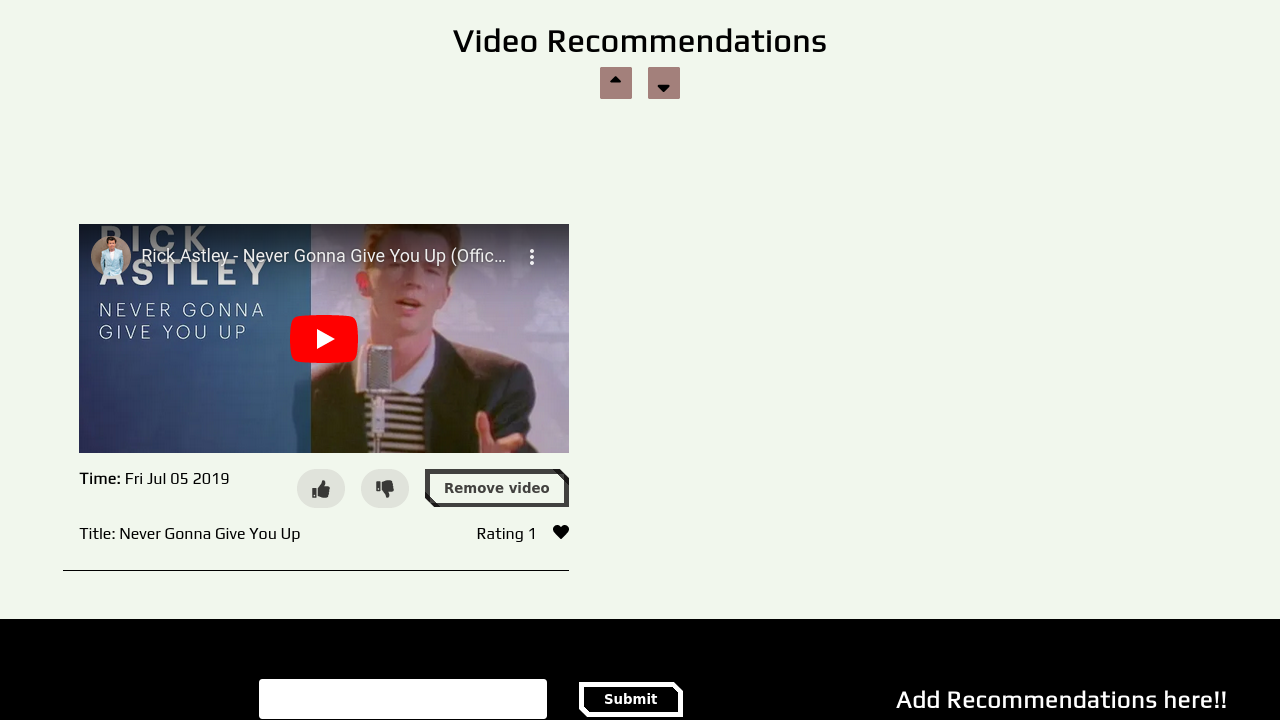 Video Recommendations
RICK
ASTLEY
Rick Astley - Never Gonna Give You Up (Offic...
NEVER GONNA
GIVE YOU UP
Time: Fri Jul 05 2019
Remove video
Title: Never Gonna Give You Up
Rating 1
Submit
Add Recommendations here!!